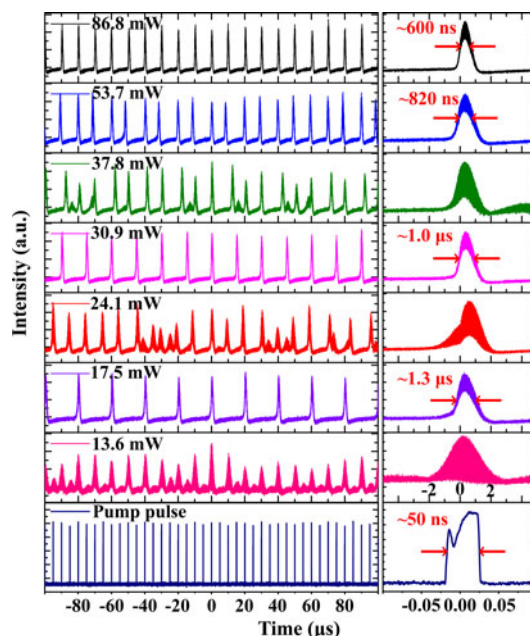 86.8 mW
~600 ns
53.7 mW
~820 ns
37.8 mW
30.9 mW
~1.0 µs
24.1 mW
17.5 mW
~1.3 µs
13.6 mW
-2 0 2
Pump pulse
~50 ns
Intensity (a.u.)
-80 -60 -40 -20 0 20 40 60 80
-0.05 0.00 0.05
Time (µs)